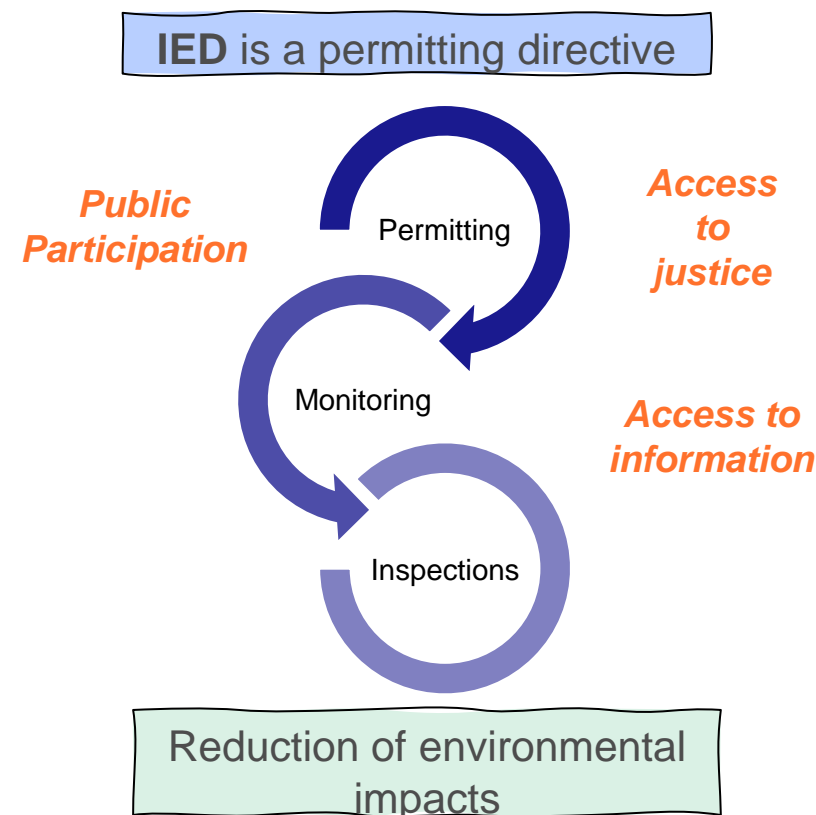 IED is a permitting directive
Public
Participation
Access
to
justice
Permitting
Monitoring
Access to
information
Inspections
Reduction of environmental
impacts